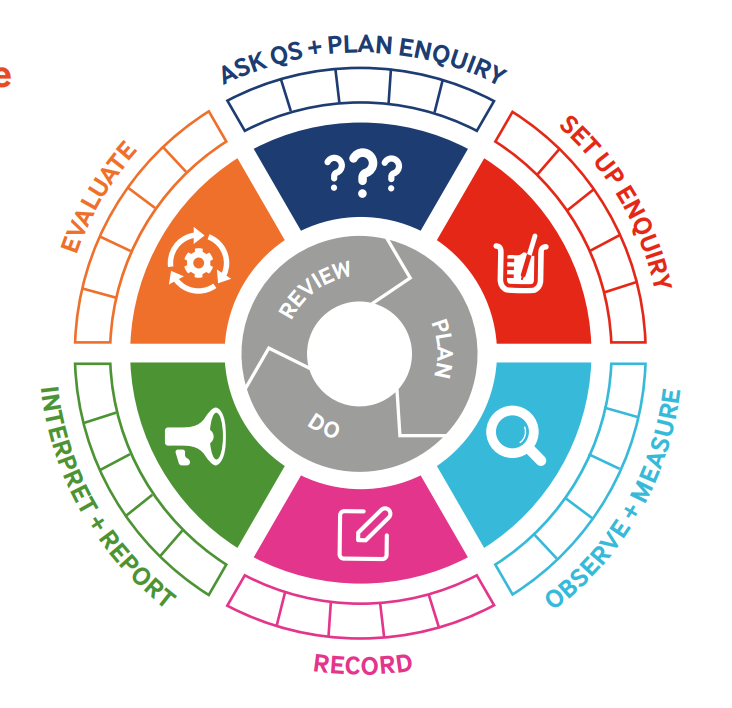 e
ASK QS + PLAN ENQUIRY
SET UP ENQUIRY
OBSERVE + MEASURE
RECORD
INTERPRET + REPORT
EVALUATE
???
REVIEW
PLAN
DO